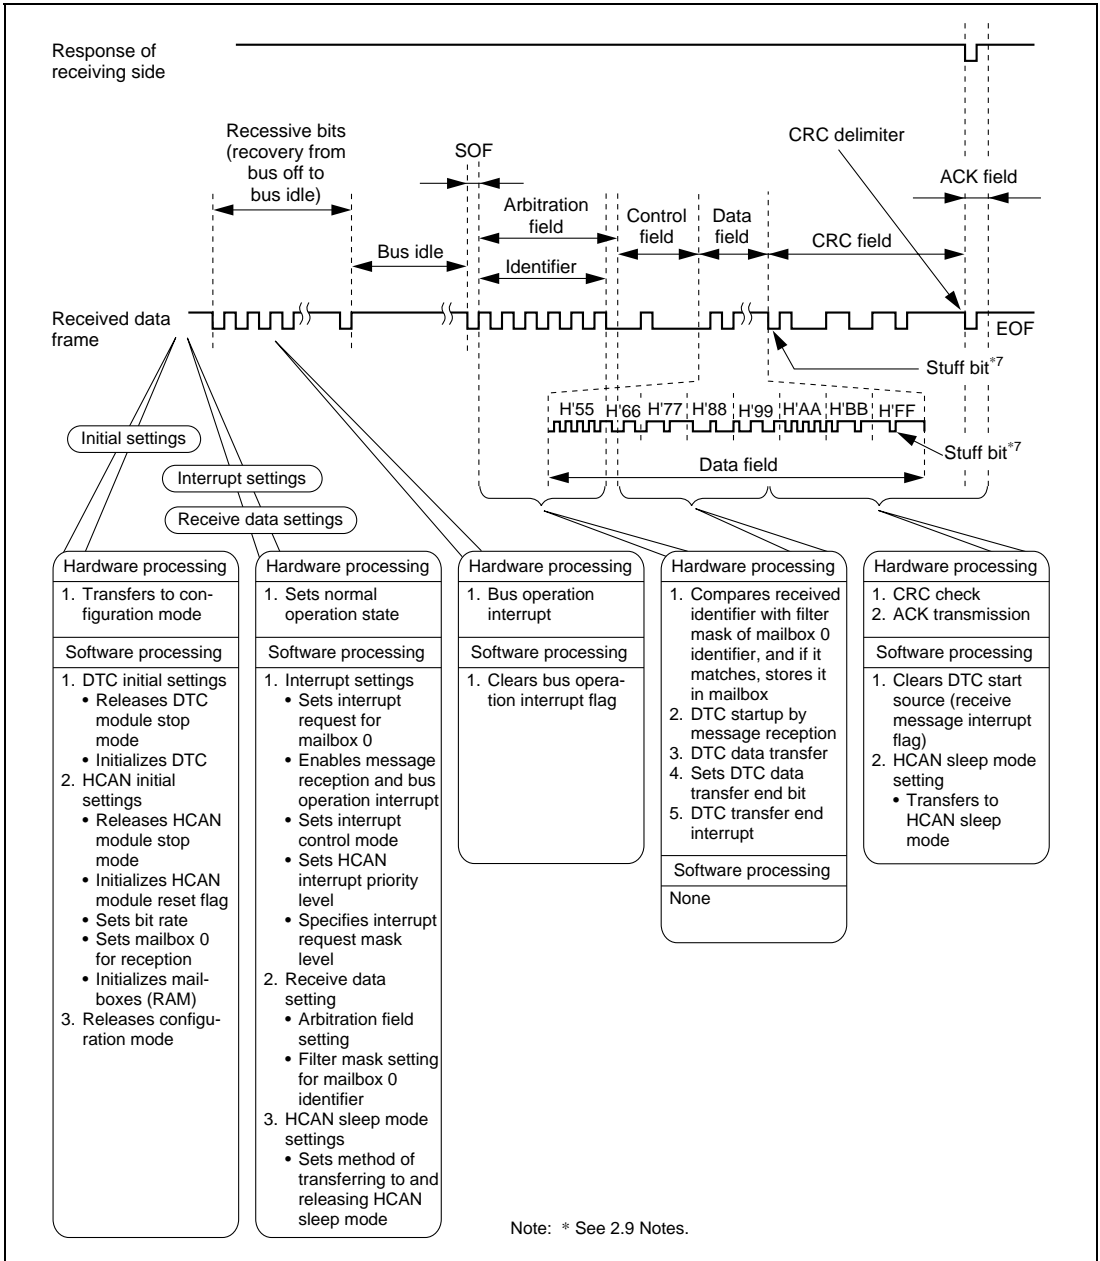 Response of
receiving side
Recessive bits
(recovery from
bus off to
bus idle)
SOF
CRC delimiter
ACK field
Arbitration
field
Control
field
Data
field
CRC field
Bus idle
Identifier
Received data
frame
EOF
Stuff bit*7
H'55 H'66 H'77 H'88 H'99 H'AA H'BB H'FF
Stuff bit*7
Data field
Initial settings
Interrupt settings
Receive data settings
Hardware processing
1. Transfers to con-
figuration mode
Software processing
1. DTC initial settings
• Releases DTC
module stop
mode
• Initializes DTC
2. HCAN initial
settings
• Releases HCAN
module stop
mode
• Initializes HCAN
module reset flag
• Sets bit rate
• Sets mailbox 0
for reception
• Initializes mail-
boxes (RAM)
3. Releases configu-
ration mode
Hardware processing
1. Sets normal
operation state
Software processing
1. Interrupt settings
• Sets interrupt
request for
mailbox 0
• Enables message
reception and bus
operation interrupt
• Sets interrupt
control mode
• Sets HCAN
interrupt priority
level
• Specifies interrupt
request mask
level
2. Receive data
setting
• Arbitration field
setting
• Filter mask setting
for mailbox 0
identifier
3. HCAN sleep mode
settings
• Sets method of
transferring to and
releasing HCAN
sleep mode
Hardware processing
1. Bus operation
interrupt
Software processing
1. Clears bus opera-
tion interrupt flag
Hardware processing
1. Compares received
identifier with filter
mask of mailbox 0
identifier, and if it
matches, stores it
in mailbox
2. DTC startup by
message reception
3. DTC data transfer
4. Sets DTC data
transfer end bit
5. DTC transfer end
interrupt
Software processing
None
Hardware processing
1. CRC check
2. ACK transmission
Software processing
1. Clears DTC start
source (receive
message interrupt
flag)
2. HCAN sleep mode
setting
• Transfers to
HCAN sleep
mode
Note: * See 2.9 Notes.